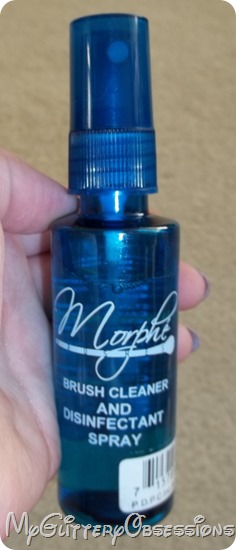 Morphe
BRUSH CLEANER
AND
DISINFECTANT
SPRAY
MyGlitteryObsessions